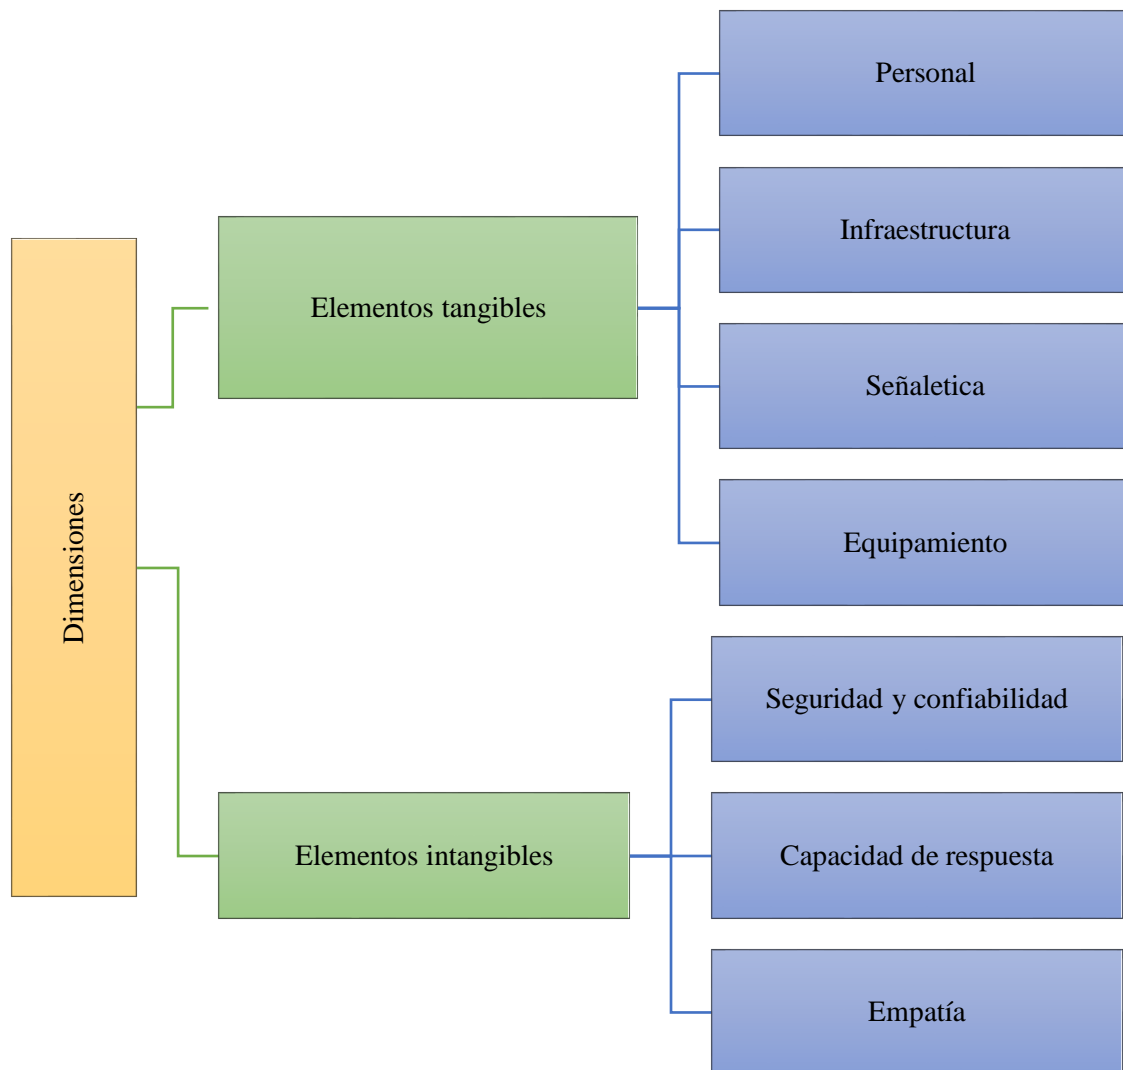 Dimensiones
Elementos tangibles
Personal
Infraestructura
Señaletica
Equipamiento
Elementos intangibles
Seguridad y confiabilidad
Capacidad de respuesta
Empatía